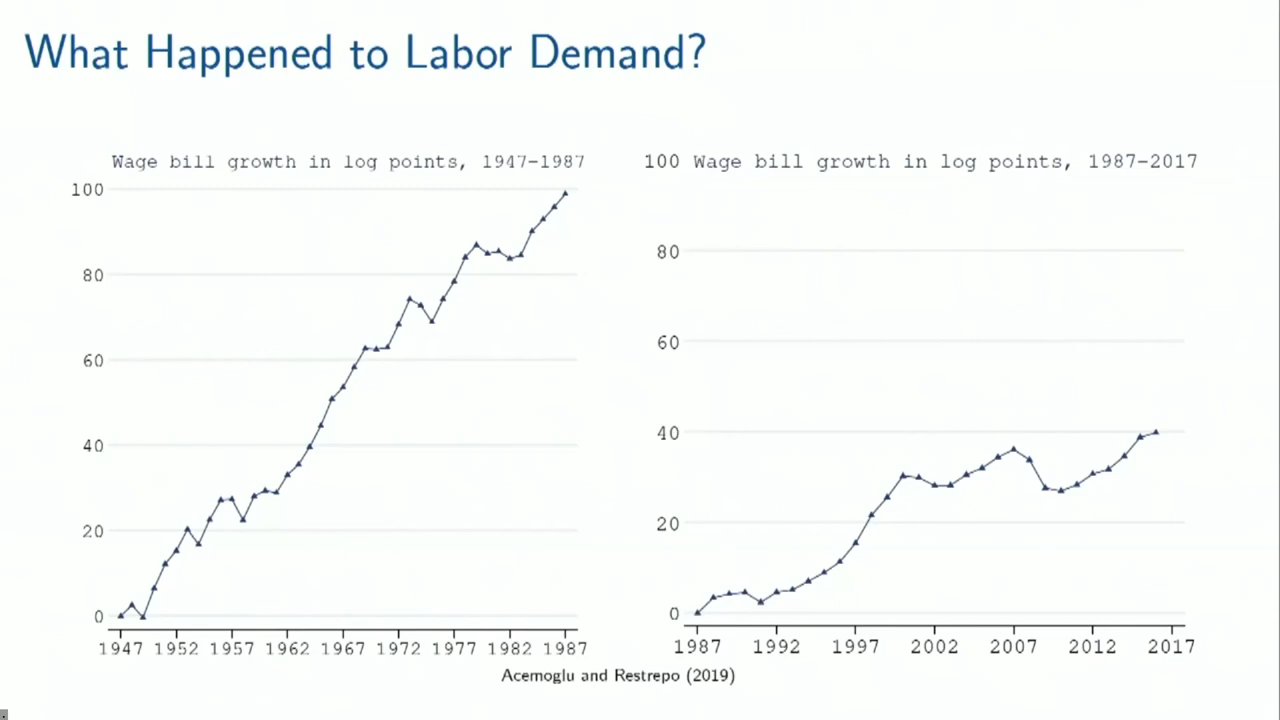 What Happened to Labor Demand?
Wage bill growth in log points, 1947-1987
100
80
60
40
20
0
1947 1952 1957 1962 1967 1972 1977 1982 1987
100 Wage bill growth in log points, 1987-2017
80
60
40
20
0
1987 1992 1997 2002 2007 2012 2017
Acemoglu and Restrepo (2019)